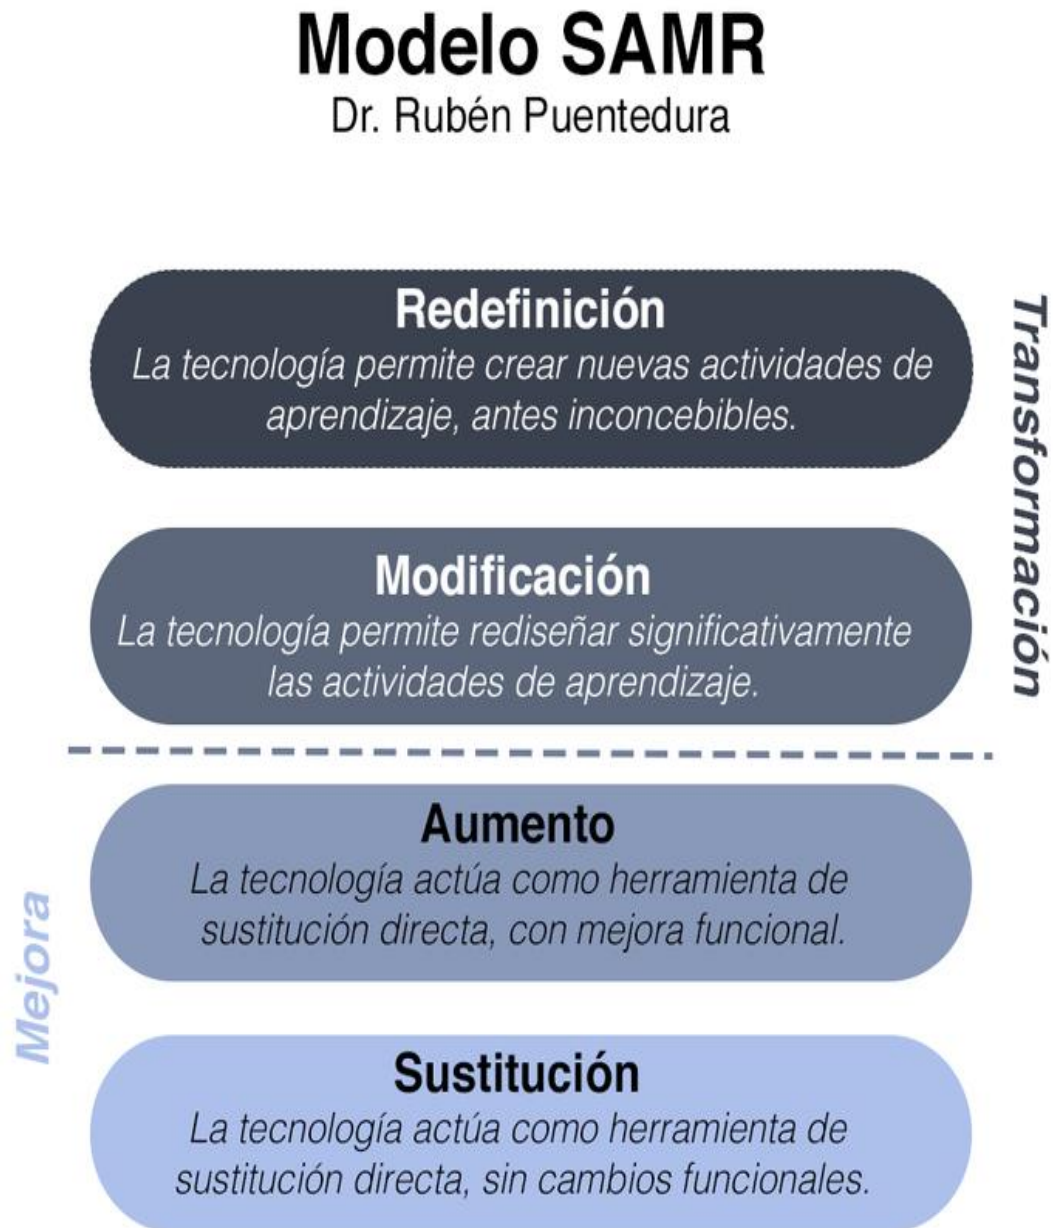 Modelo SAMR
Dr. Rubén Puentedura
Redefinición
La tecnología permite crear nuevas actividades de
aprendizaje, antes inconcebibles.
Modificación
La tecnología permite rediseñar significativamente
las actividades de aprendizaje.
Transformación
Aumento
La tecnología actúa como herramienta de
sustitución directa, con mejora funcional.
Sustitución
La tecnología actúa como herramienta de
sustitución directa, sin cambios funcionales.
Mejora